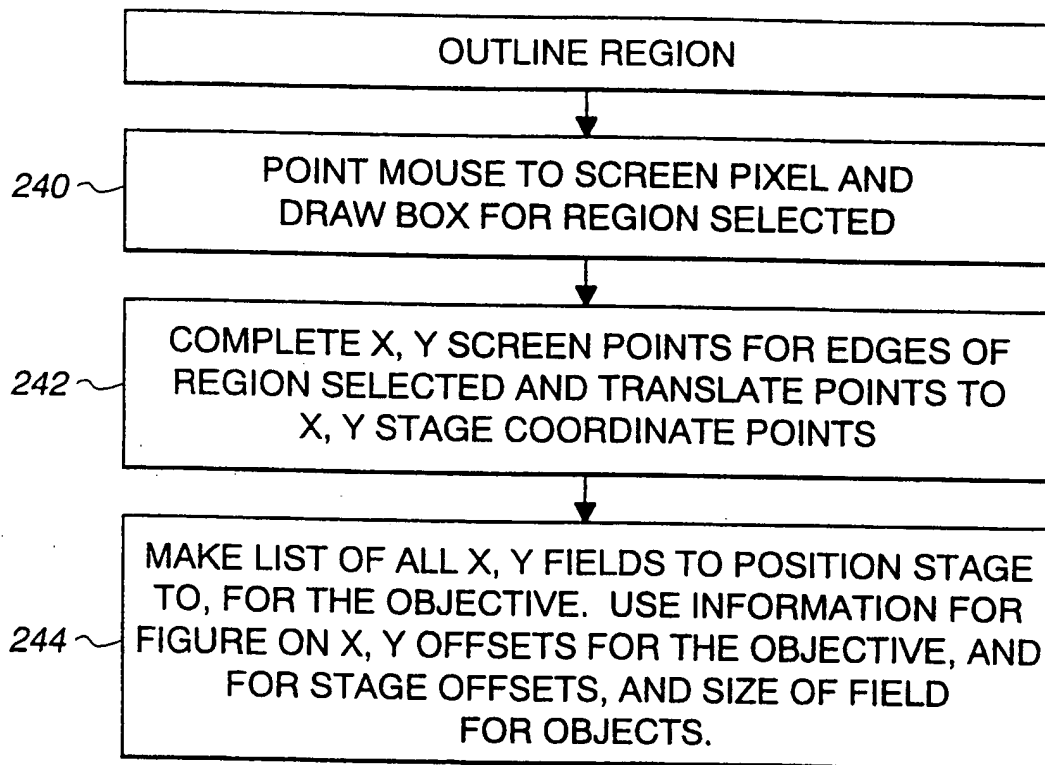 OUTLINE REGION
240
POINT MOUSE TO SCREEN PIXEL AND
DRAW BOX FOR REGION SELECTED
242
COMPLETE X, Y SCREEN POINTS FOR EDGES OF
REGION SELECTED AND TRANSLATE POINTS TO
X, Y STAGE COORDINATE POINTS
244
MAKE LIST OF ALL X, Y FIELDS TO POSITION STAGE
TO, FOR THE OBJECTIVE. USE INFORMATION FOR
FIGURE ON X, Y OFFSETS FOR THE OBJECTIVE, AND
FOR STAGE OFFSETS, AND SIZE OF FIELD
FOR OBJECTS.